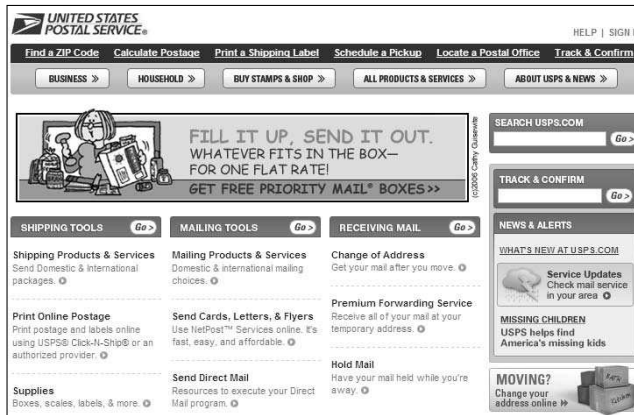 UNITED STATES
POSTAL SERVICE®
HELP | SIGN
Find a ZIP Code Calculate Postage Print a Shipping Label Schedule a Pickup Locate a Postal Office Track & Confirm
BUSINESS » HOUSEHOLD » BUY STAMPS & SHOP » ALL PRODUCTS & SERVICES » ABOUT USPS & NEWS »
FILL IT UP, SEND IT OUT.
WHATEVER FITS IN THE BOX—
FOR ONE FLAT RATE!
GET FREE PRIORITY MAIL® BOXES>>
(c)2006 Cathy Guisewite
SEARCH USPS.COM
Go >
TRACK & CONFIRM
Go >
SHIPPING TOOLS Go >
Shipping Products & Services
Send Domestic & International
packages.
Print Online Postage
Print postage and labels online
using USPS® Click-N-Ship® or an
authorized provider.
Supplies
Boxes, scales, labels, & more.
MAILING TOOLS Go >
Mailing Products & Services
Domestic & international mailing
choices.
Send Cards, Letters, & Flyers
Use NetPost™ Services online. It's
fast, easy, and affordable.
Send Direct Mail
Resources to execute your Direct
Mail program.
RECEIVING MAIL Go >
Change of Address
Get your mail after you move.
Premium Forwarding Service
Receive all of your mail at your
temporary address.
Hold Mail
Have your mail held while you're
away.
NEWS & ALERTS
WHAT'S NEW AT USPS.COM
Service Updates
Check mail service
in your area
MISSING CHILDREN
USPS helps find
America's missing kids
MOVING?
Change your
address online »